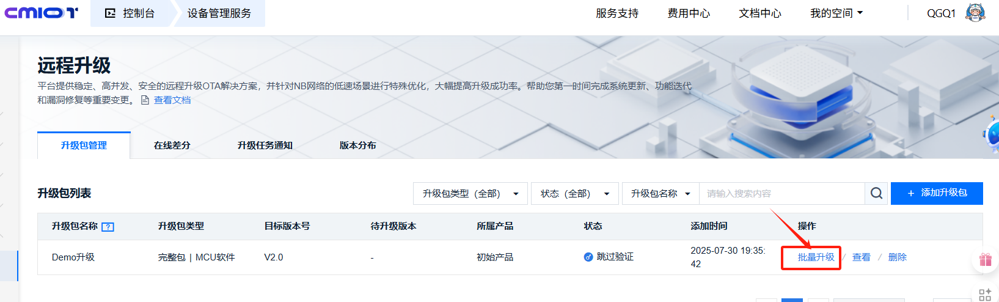 CMIOT 控制台 设备管理服务 服务支持 费用中心 文档中心 我的空间 QGQ1
远程升级
平台提供稳定、高并发、安全的远程升级OTA解决方案，并针对NB网络的低速场景进行特殊优化，大幅提高升级成功率。帮助您第一时间完成系统更新、功能迭代
和漏洞修复等重要变更。 查看文档
升级包管理 在线差分 升级任务通知 版本分布
升级包列表 升级包类型（全部） 状态（全部） 升级包名称 请输入搜索内容 + 添加升级包
升级包名称 ? 升级包类型 目标版本号 待升级版本 所属产品 状态 添加时间 操作
Demo升级 完整包 | MCU软件 V2.0 - 初始产品 跳过验证 2025-07-30 19:35:
42 批量升级 / 查看 / 删除